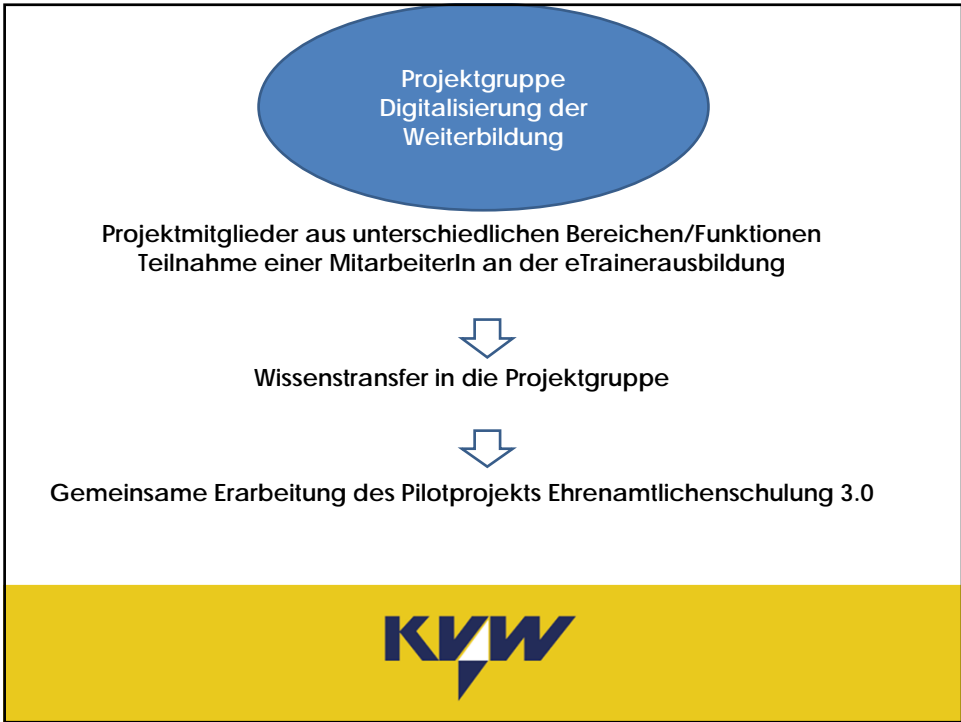 Projektgruppe
Digitalisierung der
Weiterbildung
Projektmitglieder aus unterschiedlichen Bereichen/Funktionen
Teilnahme einer MitarbeiterIn an der eTrainerausbildung
Wissenstransfer in die Projektgruppe
Gemeinsame Erarbeitung des Pilotprojekts Ehrenamtlichenschulung 3.0
KVW